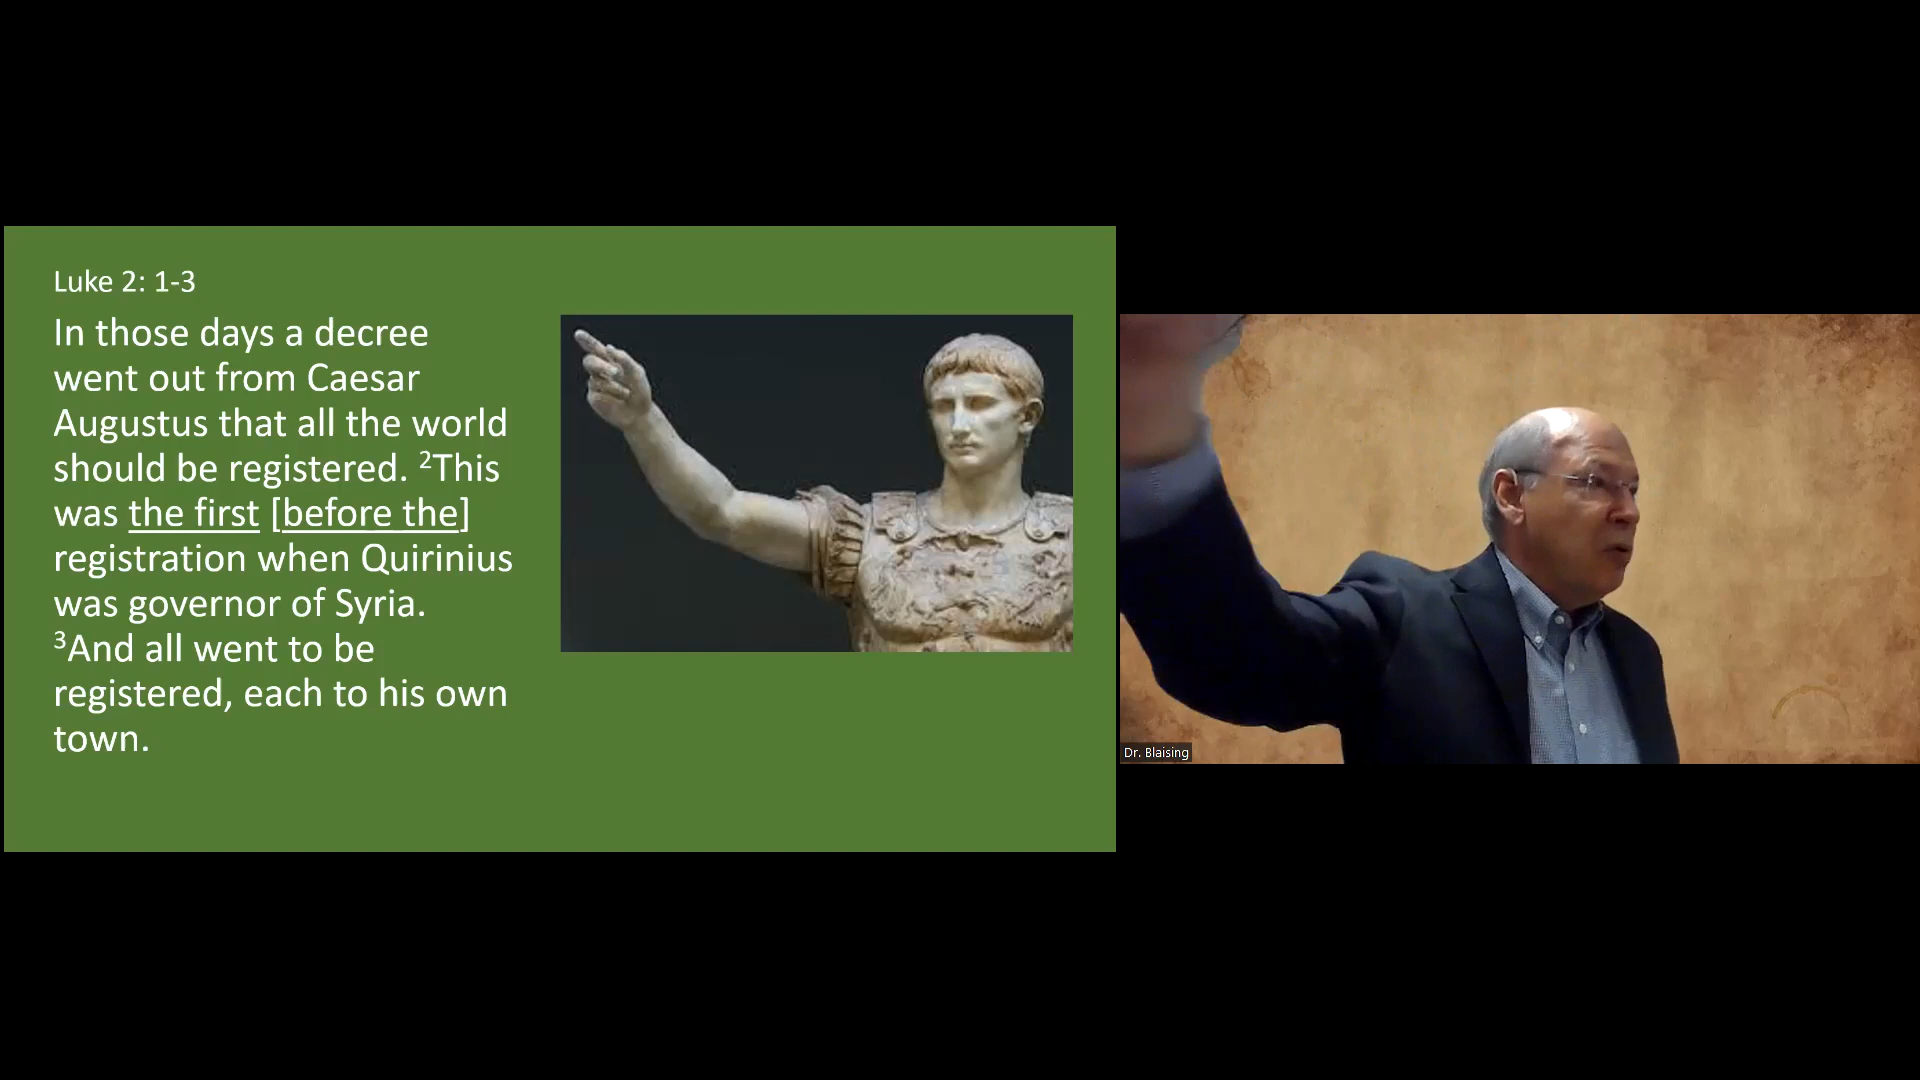 Luke 2: 1-3
In those days a decree
went out from Caesar
Augustus that all the world
should be registered. ²This
was the first [before the]
registration when Quirinius
was governor of Syria.
³And all went to be
registered, each to his own
town.
Dr. Blaising